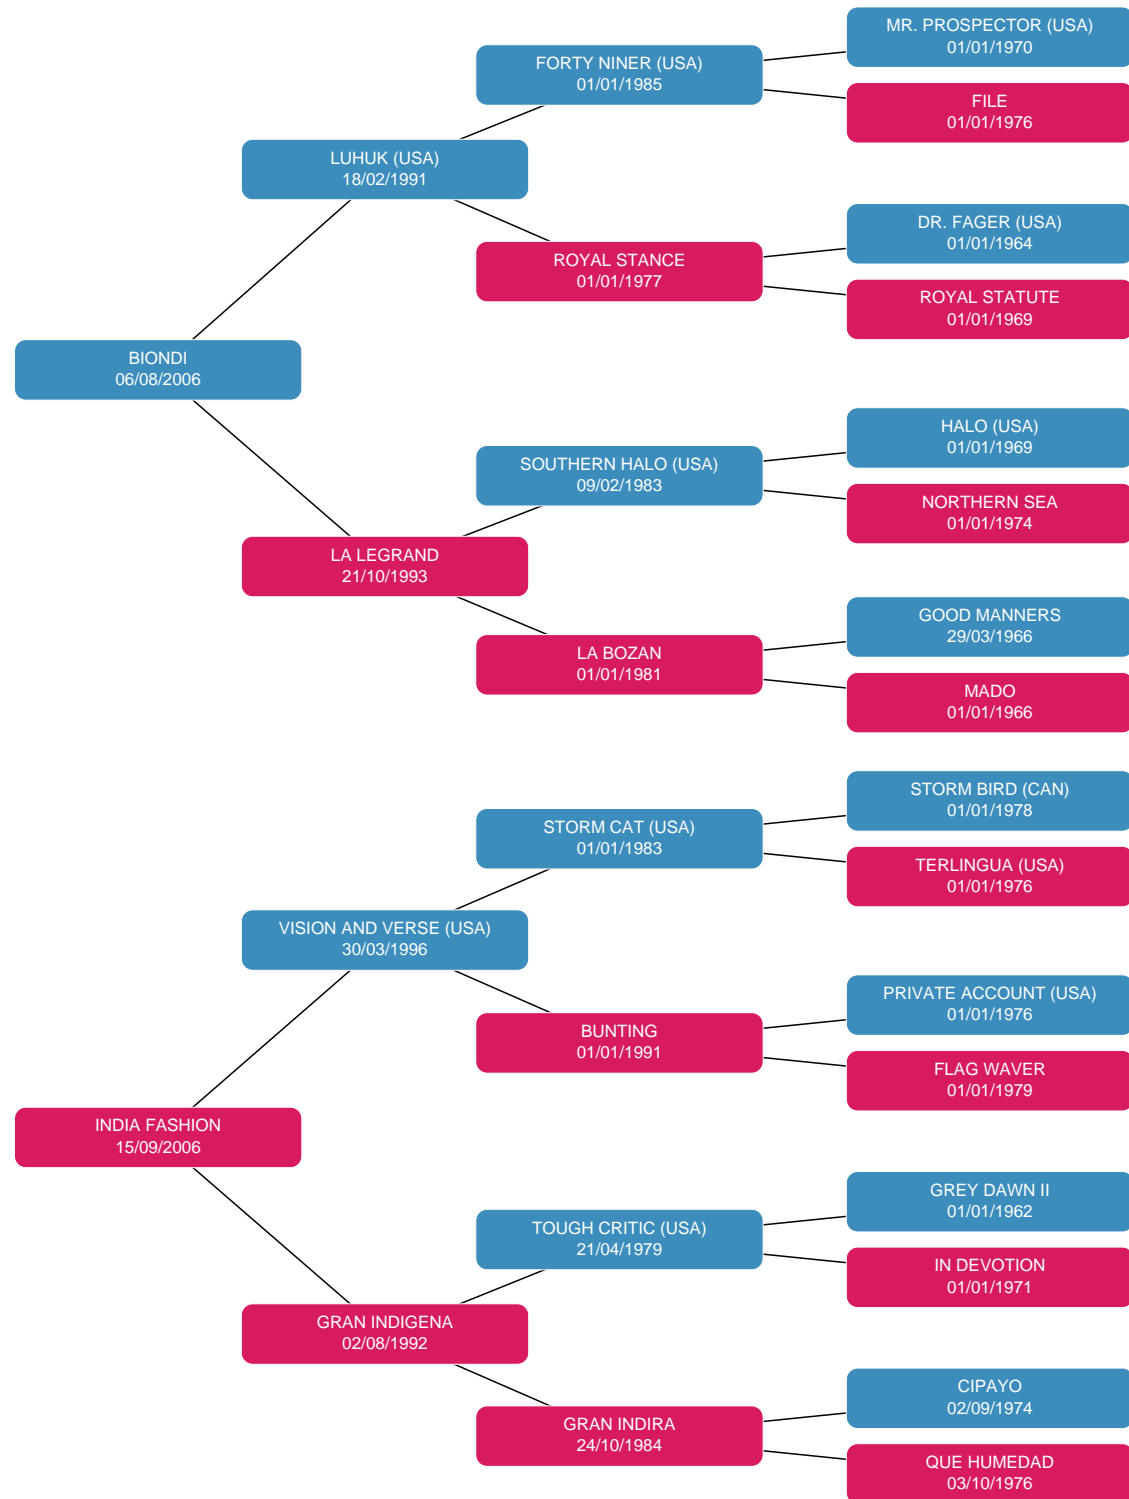 MR. PROSPECTOR (USA)
01/01/1970
FORTY NINER (USA)
01/01/1985
FILE
01/01/1976
LUHUK (USA)
18/02/1991
DR. FAGER (USA)
01/01/1964
ROYAL STANCE
01/01/1977
ROYAL STATUTE
01/01/1969
BIONDI
06/08/2006
HALO (USA)
01/01/1969
SOUTHERN HALO (USA)
09/02/1983
NORTHERN SEA
01/01/1974
LA LEGRAND
21/10/1993
GOOD MANNERS
29/03/1966
LA BOZAN
01/01/1981
MADO
01/01/1966
STORM BIRD (CAN)
01/01/1978
STORM CAT (USA)
01/01/1983
TERLINGUA (USA)
01/01/1976
VISION AND VERSE (USA)
30/03/1996
PRIVATE ACCOUNT (USA)
01/01/1976
BUNTING
01/01/1991
FLAG WAVER
01/01/1979
INDIA FASHION
15/09/2006
GREY DAWN II
01/01/1962
TOUGH CRITIC (USA)
21/04/1979
IN DEVOTION
01/01/1971
GRAN INDIGENA
02/08/1992
CIPAYO
02/09/1974
GRAN INDIRA
24/10/1984
QUE HUMEDAD
03/10/1976